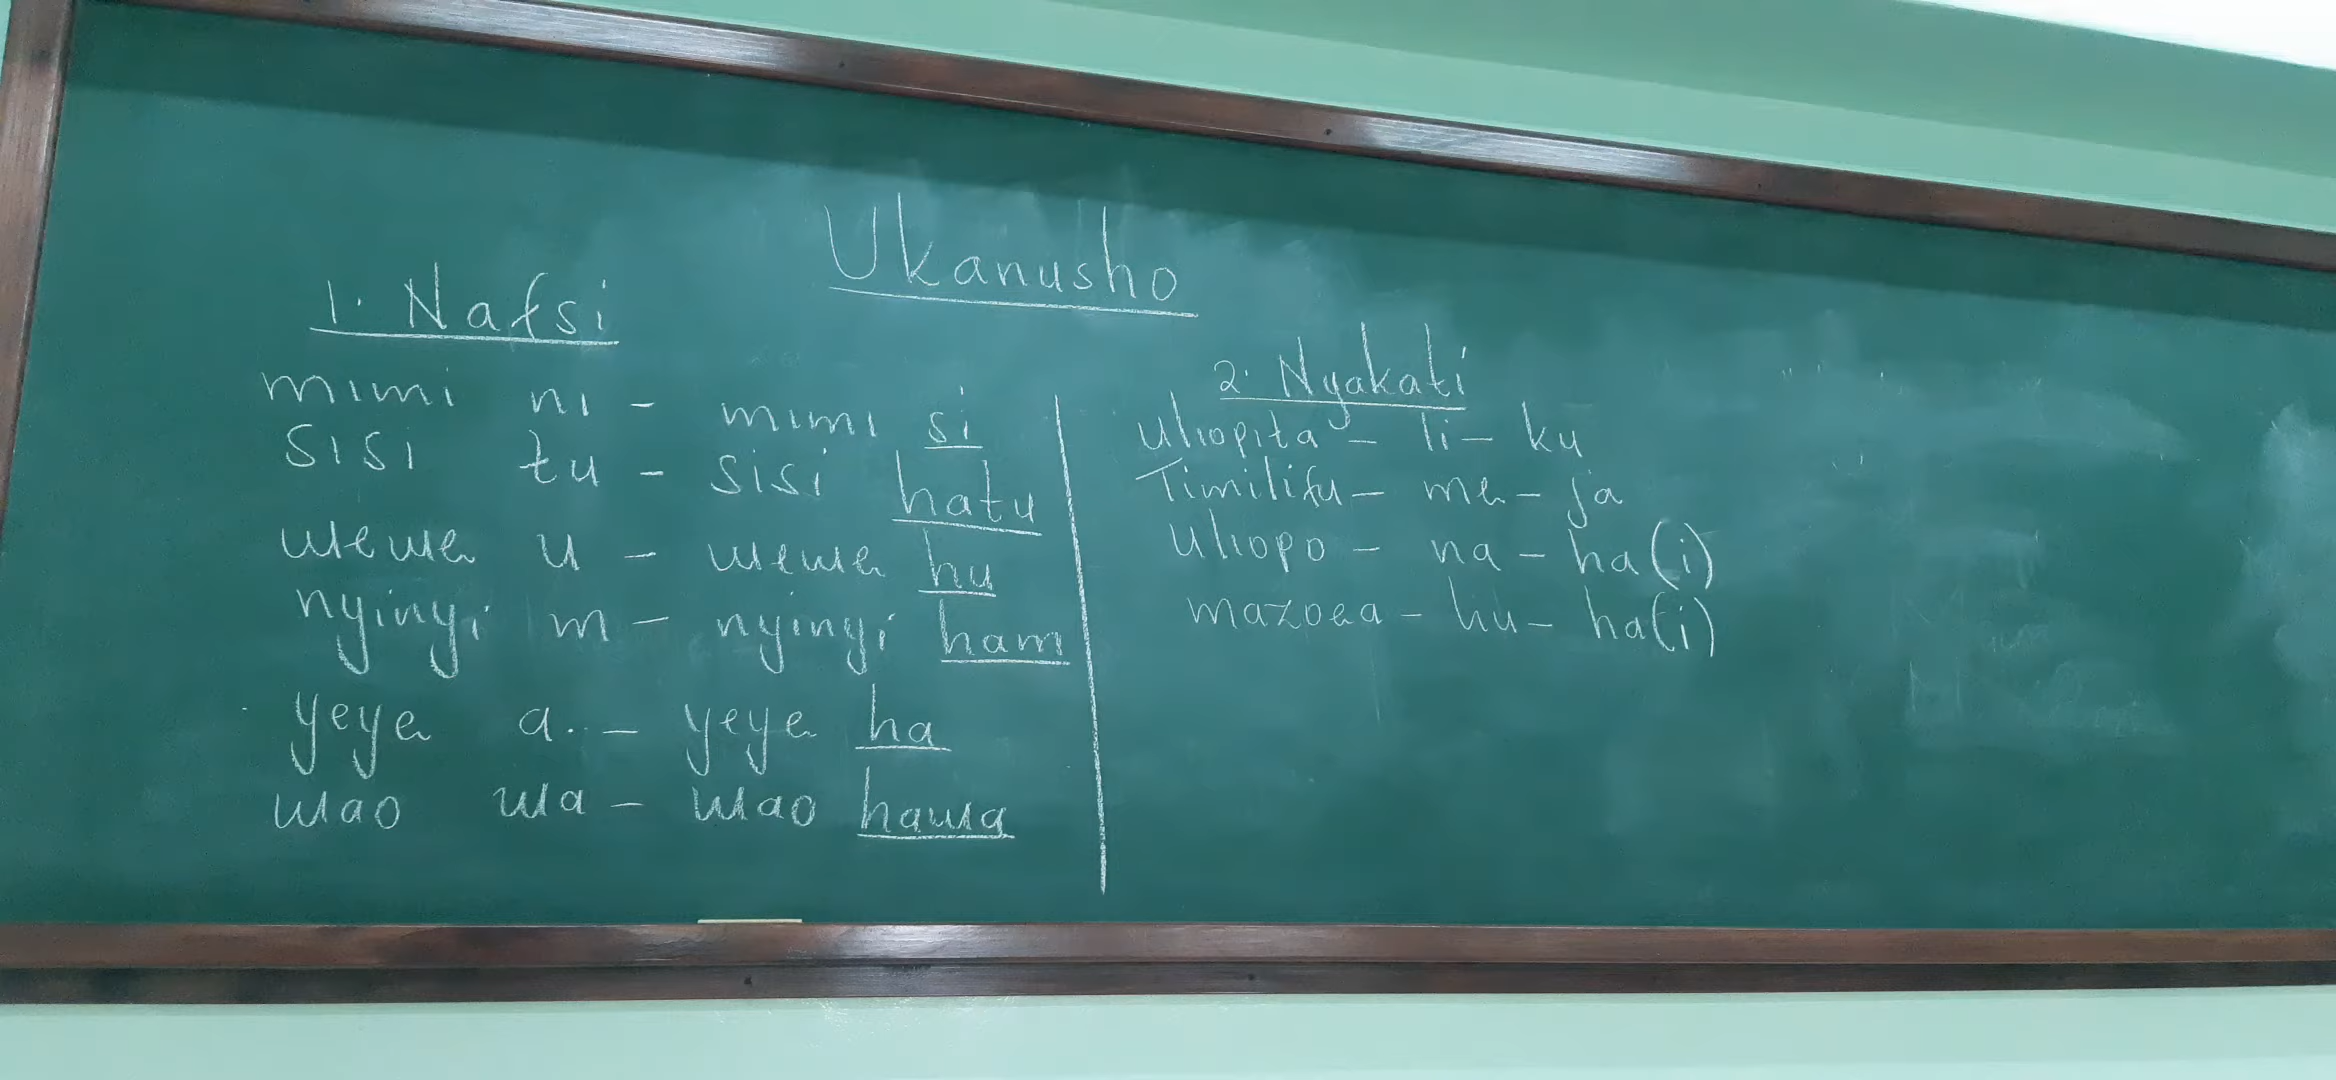 Ukanusho
1. Nafsi
mimi ni - mimi si
sisi tu - sisi hatu
wewe u - wewe hu
nyinyi m - nyinyi ham
yeye a. - yeye ha
wao wa - wao hawa
2. Nyakati
uliopita - li - ku
Timilifu - me - ja
uliopo - na - ha(i)
mazoea - hu - ha(i)